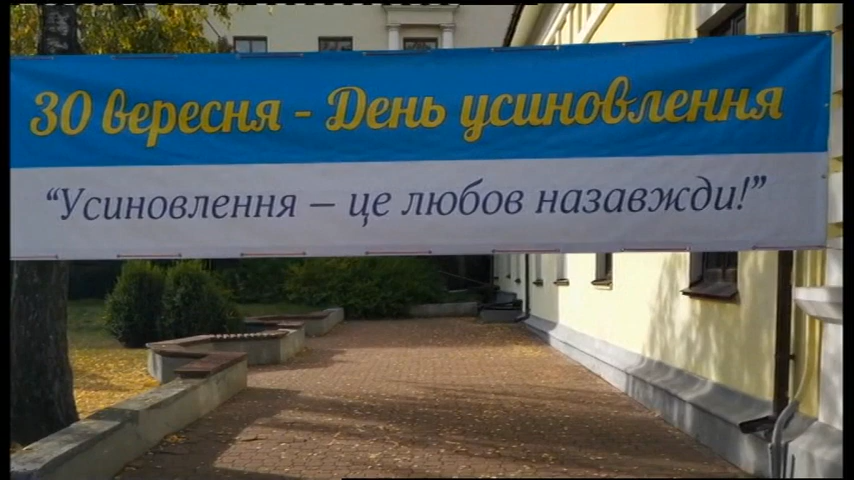 30 вересня - День усиновлення
“Усиновлення – це любов назавжди!”